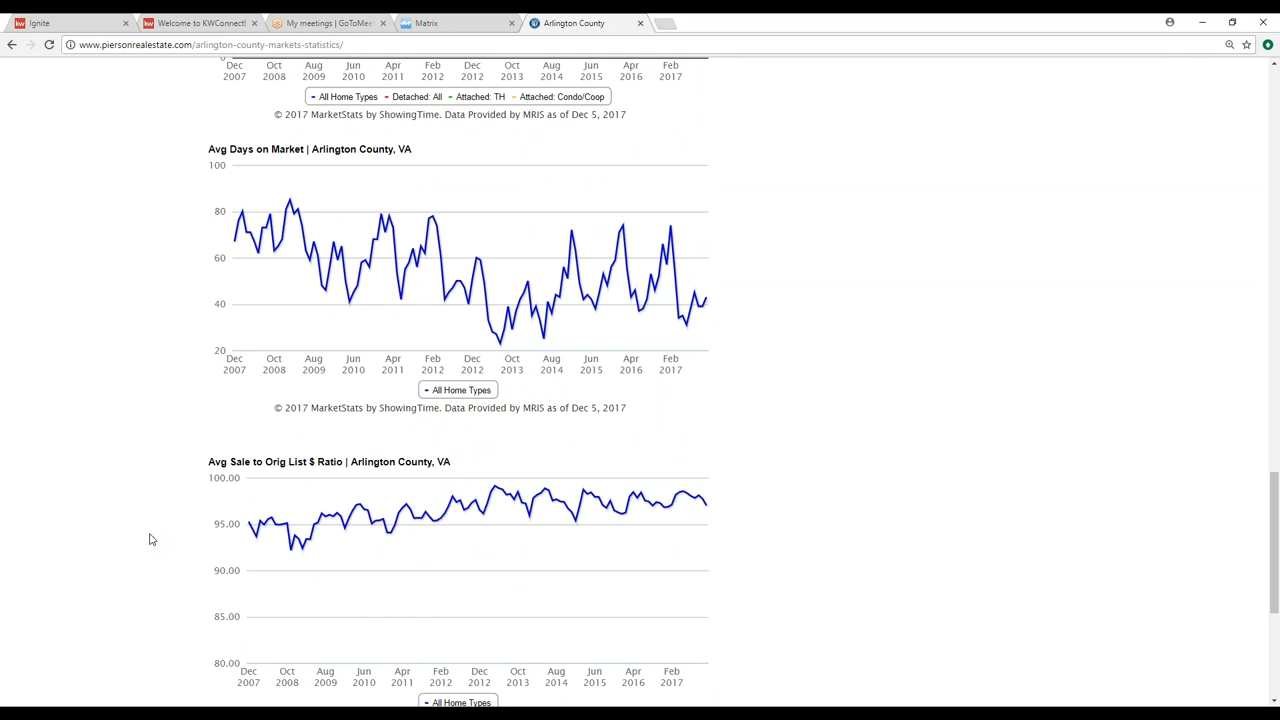 Ignite
Welcome to KWConnect!
My meetings | GoToMee
Matrix
Arlington County
www.piersonrealestate.com/arlington-county-markets-statistics/
0
Dec 2007
Oct 2008
Aug 2009
Jun 2010
Apr 2011
Feb 2012
Dec 2012
Oct 2013
Aug 2014
Jun 2015
Apr 2016
Feb 2017
All Home Types
Detached: All
Attached: TH
Attached: Condo/Coop
© 2017 MarketStats by ShowingTime. Data Provided by MRIS as of Dec 5, 2017
Avg Days on Market | Arlington County, VA
100
80
60
40
20
Dec 2007
Oct 2008
Aug 2009
Jun 2010
Apr 2011
Feb 2012
Dec 2012
Oct 2013
Aug 2014
Jun 2015
Apr 2016
Feb 2017
All Home Types
© 2017 MarketStats by ShowingTime. Data Provided by MRIS as of Dec 5, 2017
Avg Sale to Orig List $ Ratio | Arlington County, VA
100.00
95.00
90.00
85.00
80.00
Dec 2007
Oct 2008
Aug 2009
Jun 2010
Apr 2011
Feb 2012
Dec 2012
Oct 2013
Aug 2014
Jun 2015
Apr 2016
Feb 2017
All Home Types